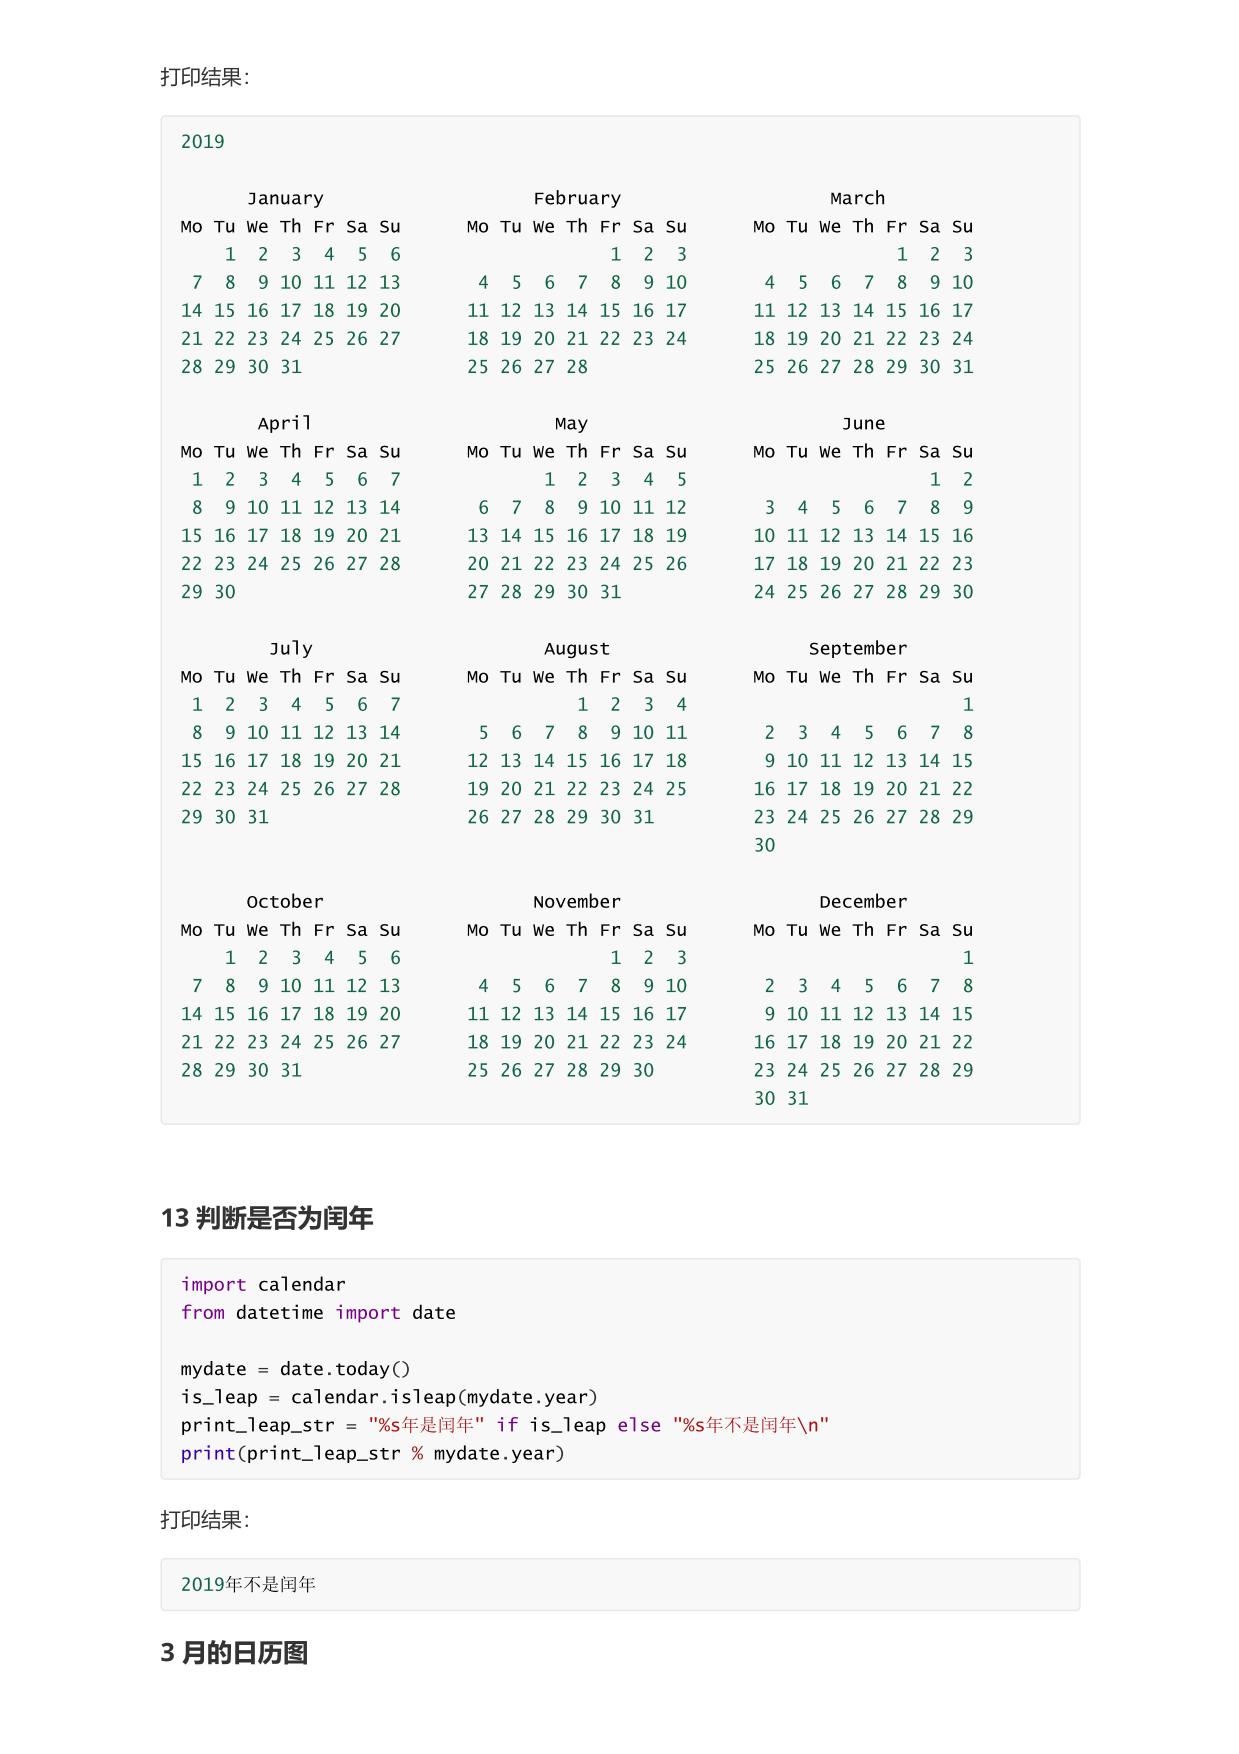 打印结果：
2019
      January                   February                   March
Mo Tu We Th Fr Sa Su      Mo Tu We Th Fr Sa Su      Mo Tu We Th Fr Sa Su
    1  2  3  4  5  6                   1  2  3                   1  2  3
 7  8  9 10 11 12 13       4  5  6  7  8  9 10       4  5  6  7  8  9 10
14 15 16 17 18 19 20      11 12 13 14 15 16 17      11 12 13 14 15 16 17
21 22 23 24 25 26 27      18 19 20 21 22 23 24      18 19 20 21 22 23 24
28 29 30 31               25 26 27 28               25 26 27 28 29 30 31
       April                      May                       June
Mo Tu We Th Fr Sa Su      Mo Tu We Th Fr Sa Su      Mo Tu We Th Fr Sa Su
 1  2  3  4  5  6  7             1  2  3  4  5                      1  2
 8  9 10 11 12 13 14       6  7  8  9 10 11 12       3  4  5  6  7  8  9
15 16 17 18 19 20 21      13 14 15 16 17 18 19      10 11 12 13 14 15 16
22 23 24 25 26 27 28      20 21 22 23 24 25 26      17 18 19 20 21 22 23
29 30                     27 28 29 30 31            24 25 26 27 28 29 30
        July                     August                  September
Mo Tu We Th Fr Sa Su      Mo Tu We Th Fr Sa Su      Mo Tu We Th Fr Sa Su
 1  2  3  4  5  6  7                1  2  3  4                         1
 8  9 10 11 12 13 14       5  6  7  8  9 10 11       2  3  4  5  6  7  8
15 16 17 18 19 20 21      12 13 14 15 16 17 18       9 10 11 12 13 14 15
22 23 24 25 26 27 28      19 20 21 22 23 24 25      16 17 18 19 20 21 22
29 30 31                  26 27 28 29 30 31         23 24 25 26 27 28 29
                                                    30
      October                   November                  December
Mo Tu We Th Fr Sa Su      Mo Tu We Th Fr Sa Su      Mo Tu We Th Fr Sa Su
    1  2  3  4  5  6                   1  2  3                         1
 7  8  9 10 11 12 13       4  5  6  7  8  9 10       2  3  4  5  6  7  8
14 15 16 17 18 19 20      11 12 13 14 15 16 17       9 10 11 12 13 14 15
21 22 23 24 25 26 27      18 19 20 21 22 23 24      16 17 18 19 20 21 22
28 29 30 31               25 26 27 28 29 30         23 24 25 26 27 28 29
                                                    30 31
13 判断是否为闰年
import calendar
from datetime import date
mydate = date.today()
is_leap = calendar.isleap(mydate.year)
print_leap_str = "%s年是闰年" if is_leap else "%s年不是闰年\n"
print(print_leap_str % mydate.year)
打印结果：
2019年不是闰年
3 月的日历图